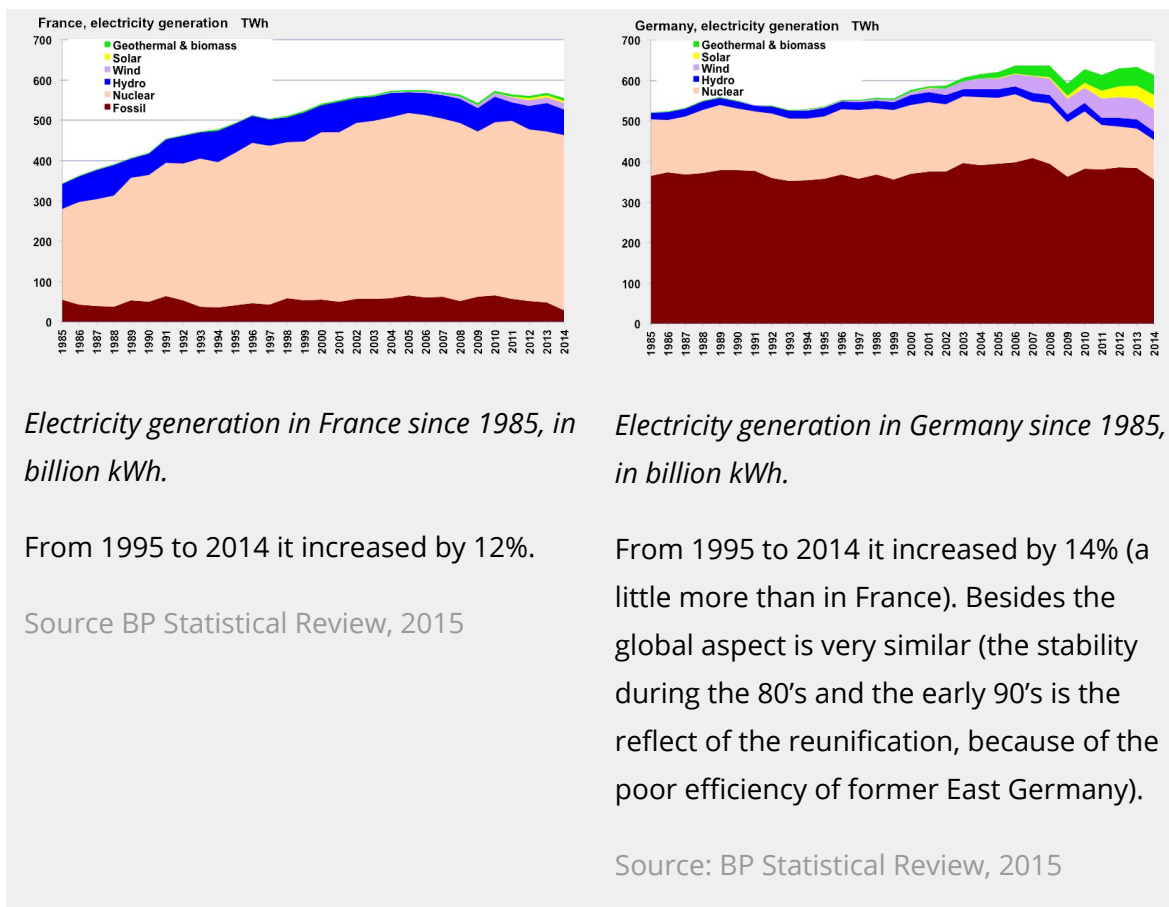 France, electricity generation TWh
700
600
500
400
300
200
100
0
Geothermal & biomass
Solar
Wind
Hydro
Nuclear
Fossil
1985
1986
1987
1988
1989
1990
1991
1992
1993
1994
1995
1996
1997
1998
1999
2000
2001
2002
2003
2004
2005
2006
2007
2008
2009
2010
2011
2012
2013
2014
Electricity generation in France since 1985, in
billion kWh.
From 1995 to 2014 it increased by 12%.
Source BP Statistical Review, 2015
Germany, electricity generation TWh
700
600
500
400
300
200
100
0
Geothermal & biomass
Solar
Wind
Hydro
Nuclear
Fossil
1985
1986
1987
1988
1989
1990
1991
1992
1993
1994
1995
1996
1997
1998
1999
2000
2001
2002
2003
2004
2005
2006
2007
2008
2009
2010
2011
2012
2013
2014
Electricity generation in Germany since 1985,
in billion kWh.
From 1995 to 2014 it increased by 14% (a
little more than in France). Besides the
global aspect is very similar (the stability
during the 80’s and the early 90’s is the
reflect of the reunification, because of the
poor efficiency of former East Germany).
Source: BP Statistical Review, 2015